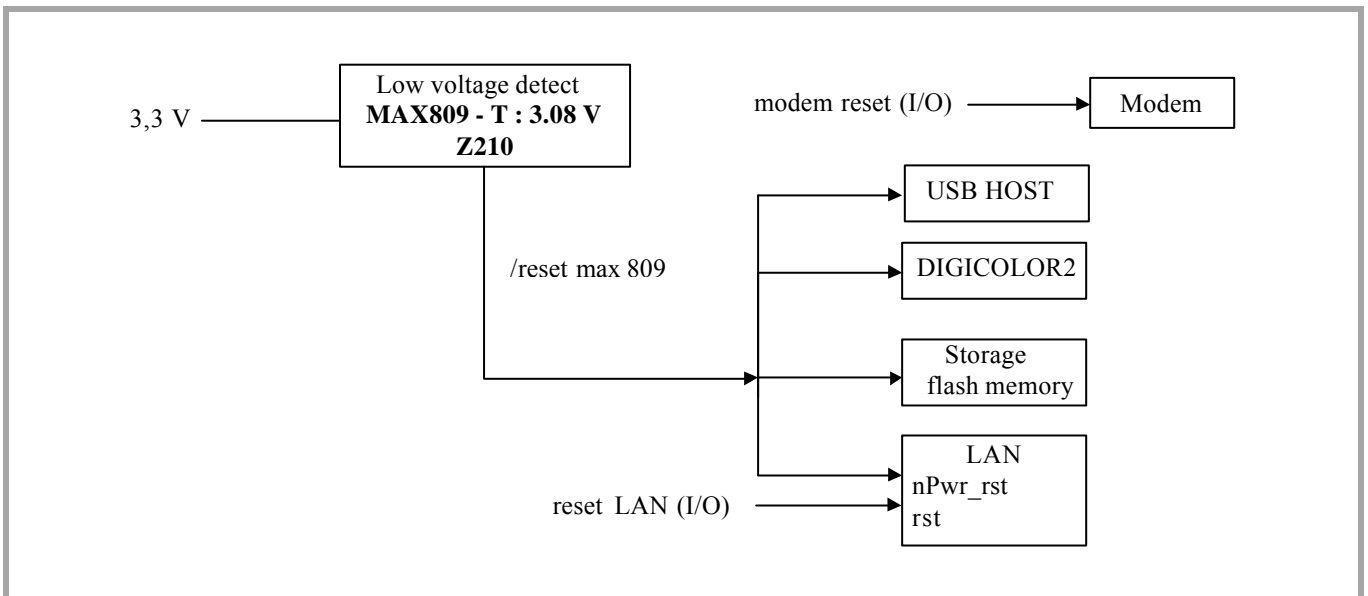 Low voltage detect
MAX809 - T : 3.08 V
Z210
3,3 V
modem reset (I/O)
Modem
USB HOST
/reset max 809
DIGICOLOR2
Storage
flash memory
LAN
nPwr_rst
reset LAN (I/O)
rst